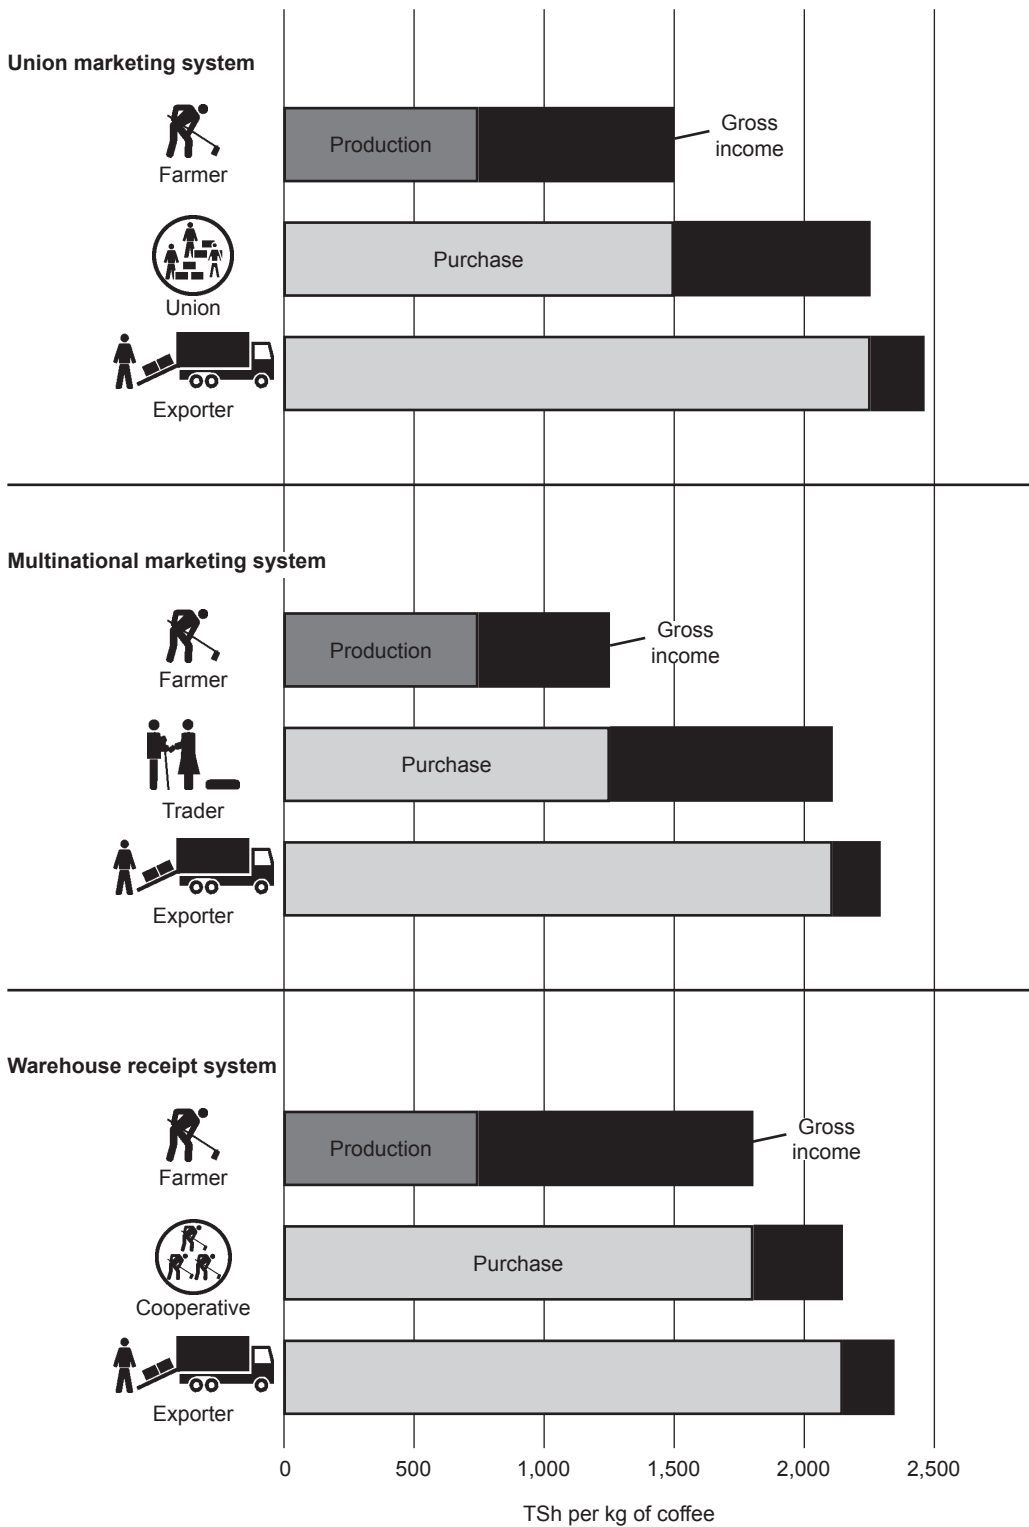 Union marketing system
Production
Gross
income
Farmer
Purchase
Union
Exporter
Multinational marketing system
Production
Gross
income
Farmer
Purchase
Trader
Exporter
Warehouse receipt system
Production
Gross
income
Farmer
Purchase
Cooperative
Exporter
0 500 1,000 1,500 2,000 2,500
TSh per kg of coffee